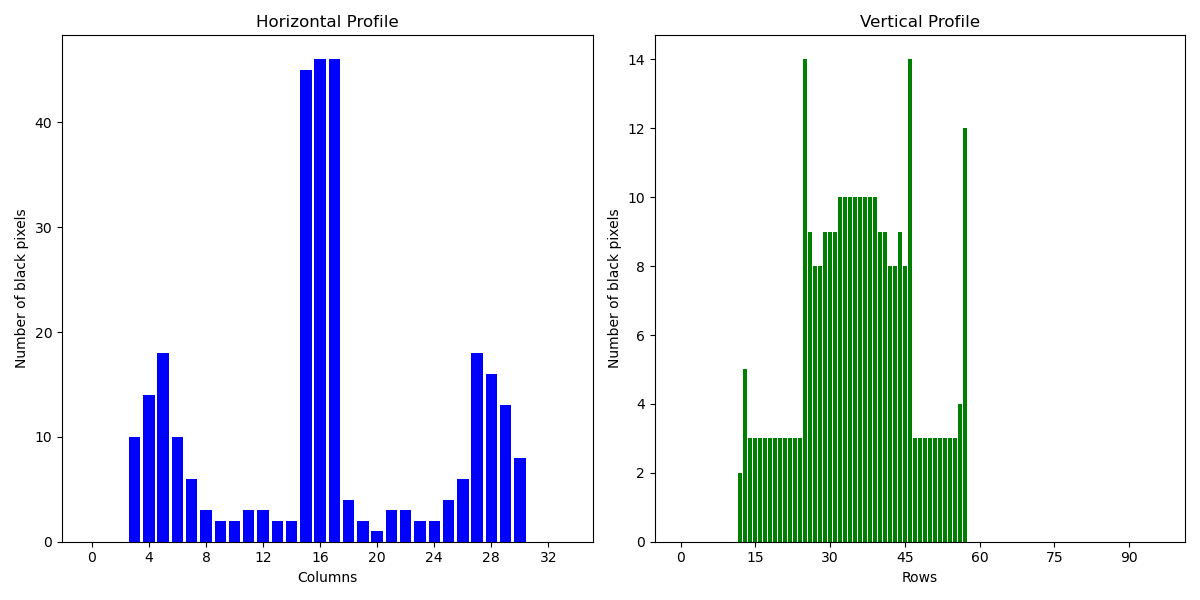 Horizontal Profile
Number of black pixels
0 10 20 30 40
0 4 8 12 16 20 24 28 32
Columns
Vertical Profile
Number of black pixels
0 2 4 6 8 10 12 14
0 15 30 45 60 75 90
Rows